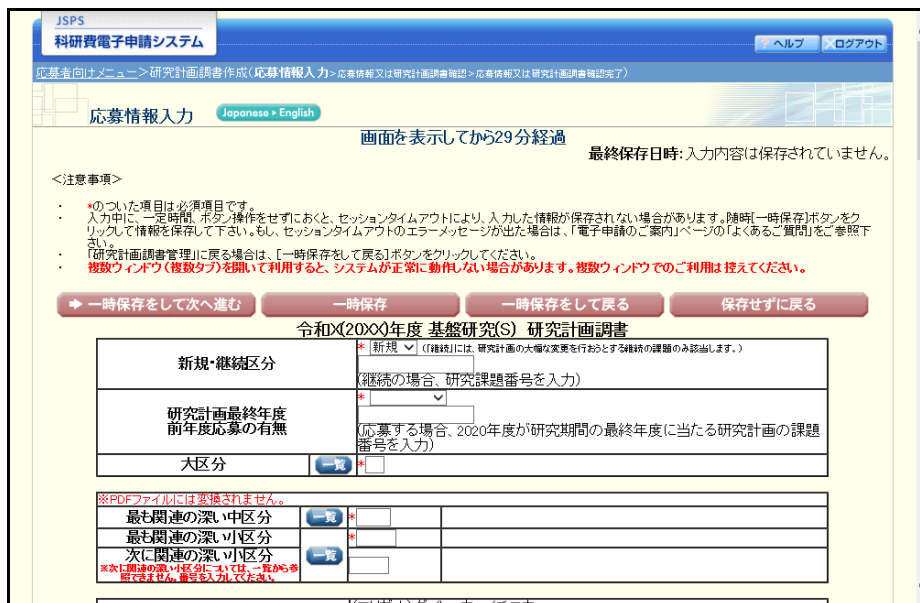 JSPS
科研費電子申請システム
? ヘルプ
ログアウト
応募者向けメニュー>研究計画調書作成(応募情報入力>応募情報又は研究計画調書確認>応募情報又は研究計画調書確認完了)
応募情報入力 Japanese ▸ English
画面を表示してから29分経過
最終保存日時:入力内容は保存されていません。
<注意事項>
・ *のついた項目は必須項目です。
・ 入力中に、一定時間、ボタン操作をせずにおくと、セッションタイムアウトにより、入力した情報が保存されない場合があります。随時[一時保存]ボタンをク
リックして情報を保存して下さい。もし、セッションタイムアウトのエラーメッセージが出た場合は、「電子申請のご案内」ページの「よくあるご質問」をご参照下
さい。
・ 「研究計画調書管理」に戻る場合は、[一時保存をして戻る]ボタンをクリックしてください。
・ 複数ウィンドウ(複数タブ)を開いて利用すると、システムが正常に動作しない場合があります。複数ウィンドウでのご利用は控えてください。
一時保存をして次へ進む 一時保存 一時保存をして戻る 保存せずに戻る
令和X(20XX)年度 基盤研究(S) 研究計画調書
新規・継続区分
* 新規 (「継続」には、研究計画の大幅な変更を行おうとする継続の課題のみ該当します。)
(継続の場合、研究課題番号を入力)
研究計画最終年度
前年度応募の有無
*
(応募する場合、2020年度が研究期間の最終年度に当たる研究計画の課題
番号を入力)
大区分 一覧 *
※PDFファイルには変換されません。
最も関連の深い中区分 一覧 *
最も関連の深い小区分 *
次に関連の深い小区分 一覧
※次に関連の深い小区分については、一覧から参
照できません。番号を入力してください。